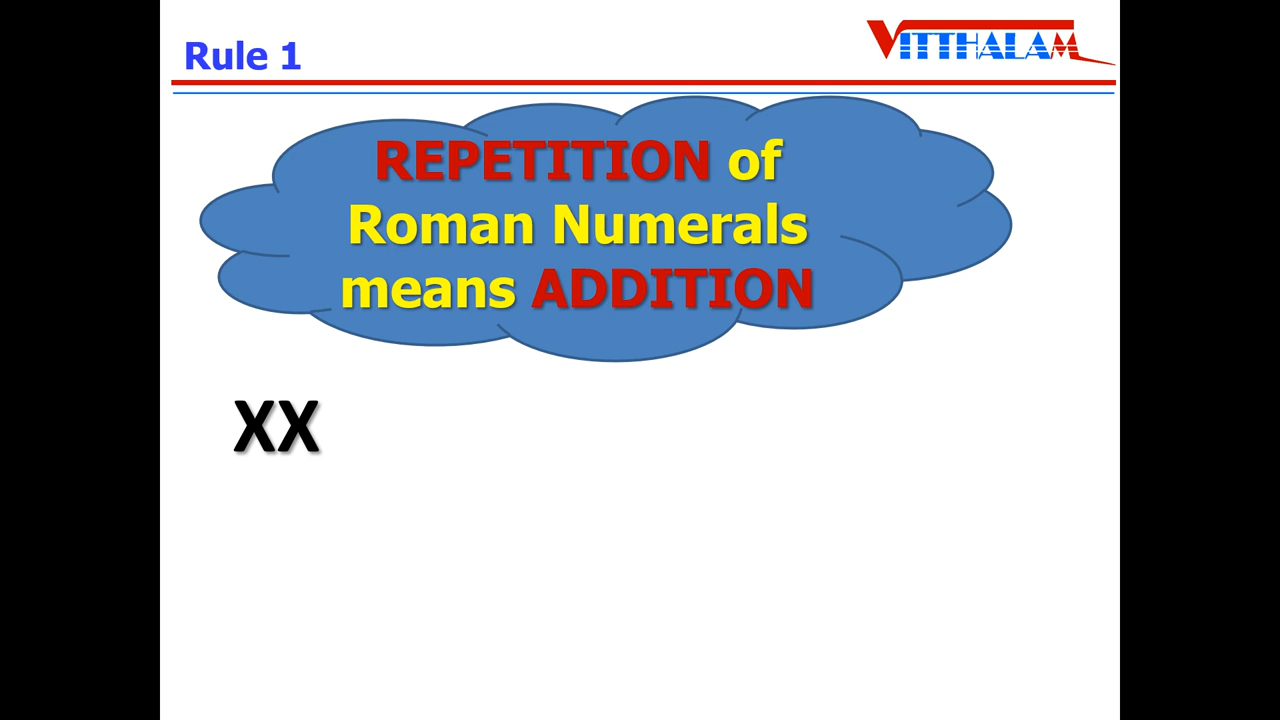 Rule 1
VITTHALAM
REPETITION of
Roman Numerals
means ADDITION
XX